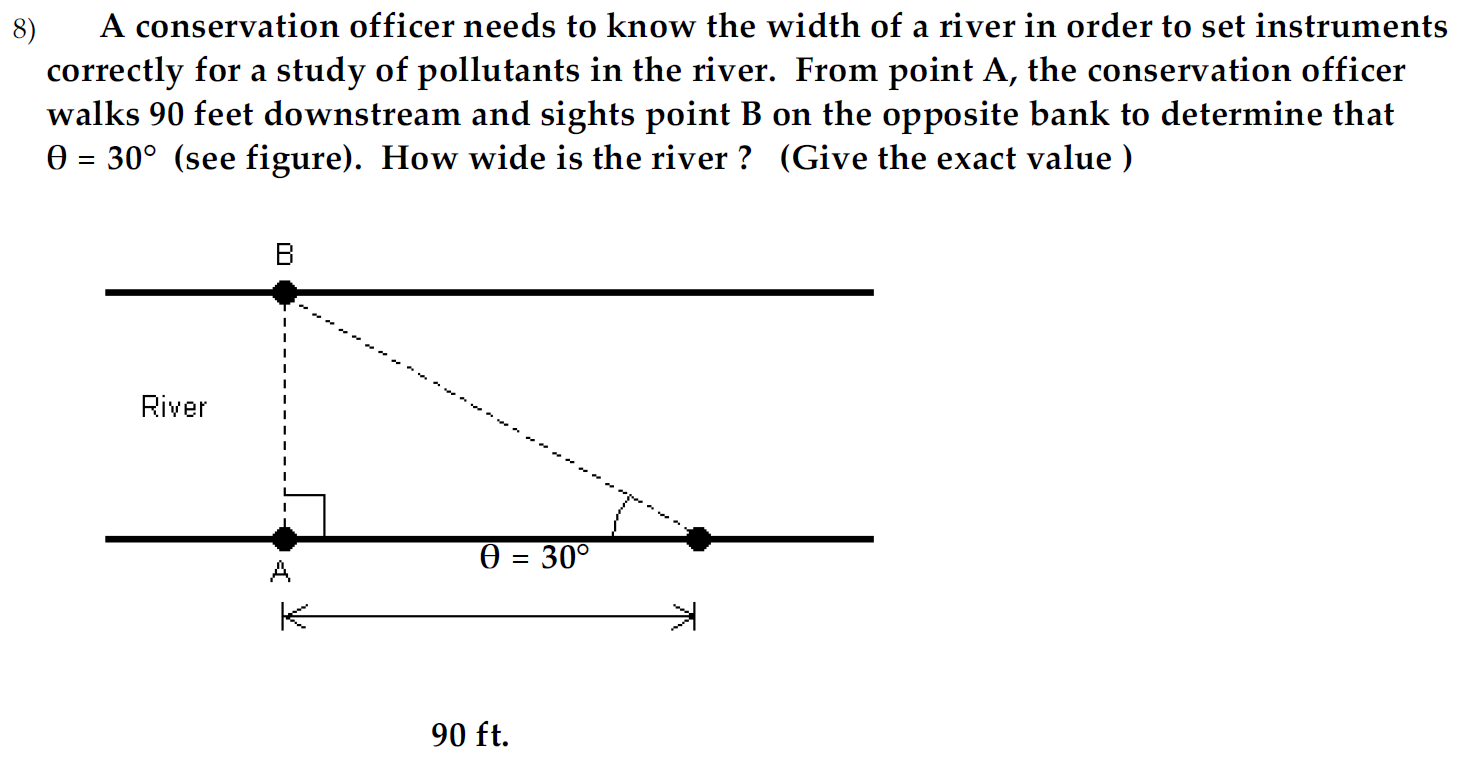 8) A conservation officer needs to know the width of a river in order to set instruments
correctly for a study of pollutants in the river. From point A, the conservation officer
walks 90 feet downstream and sights point B on the opposite bank to determine that
θ = 30° (see figure). How wide is the river ? (Give the exact value )
B
River
θ = 30°
A
90 ft.